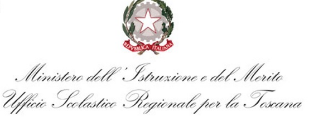 Ministero dell'Istruzione e del Merito
Ufficio Scolastico Regionale per la Toscana